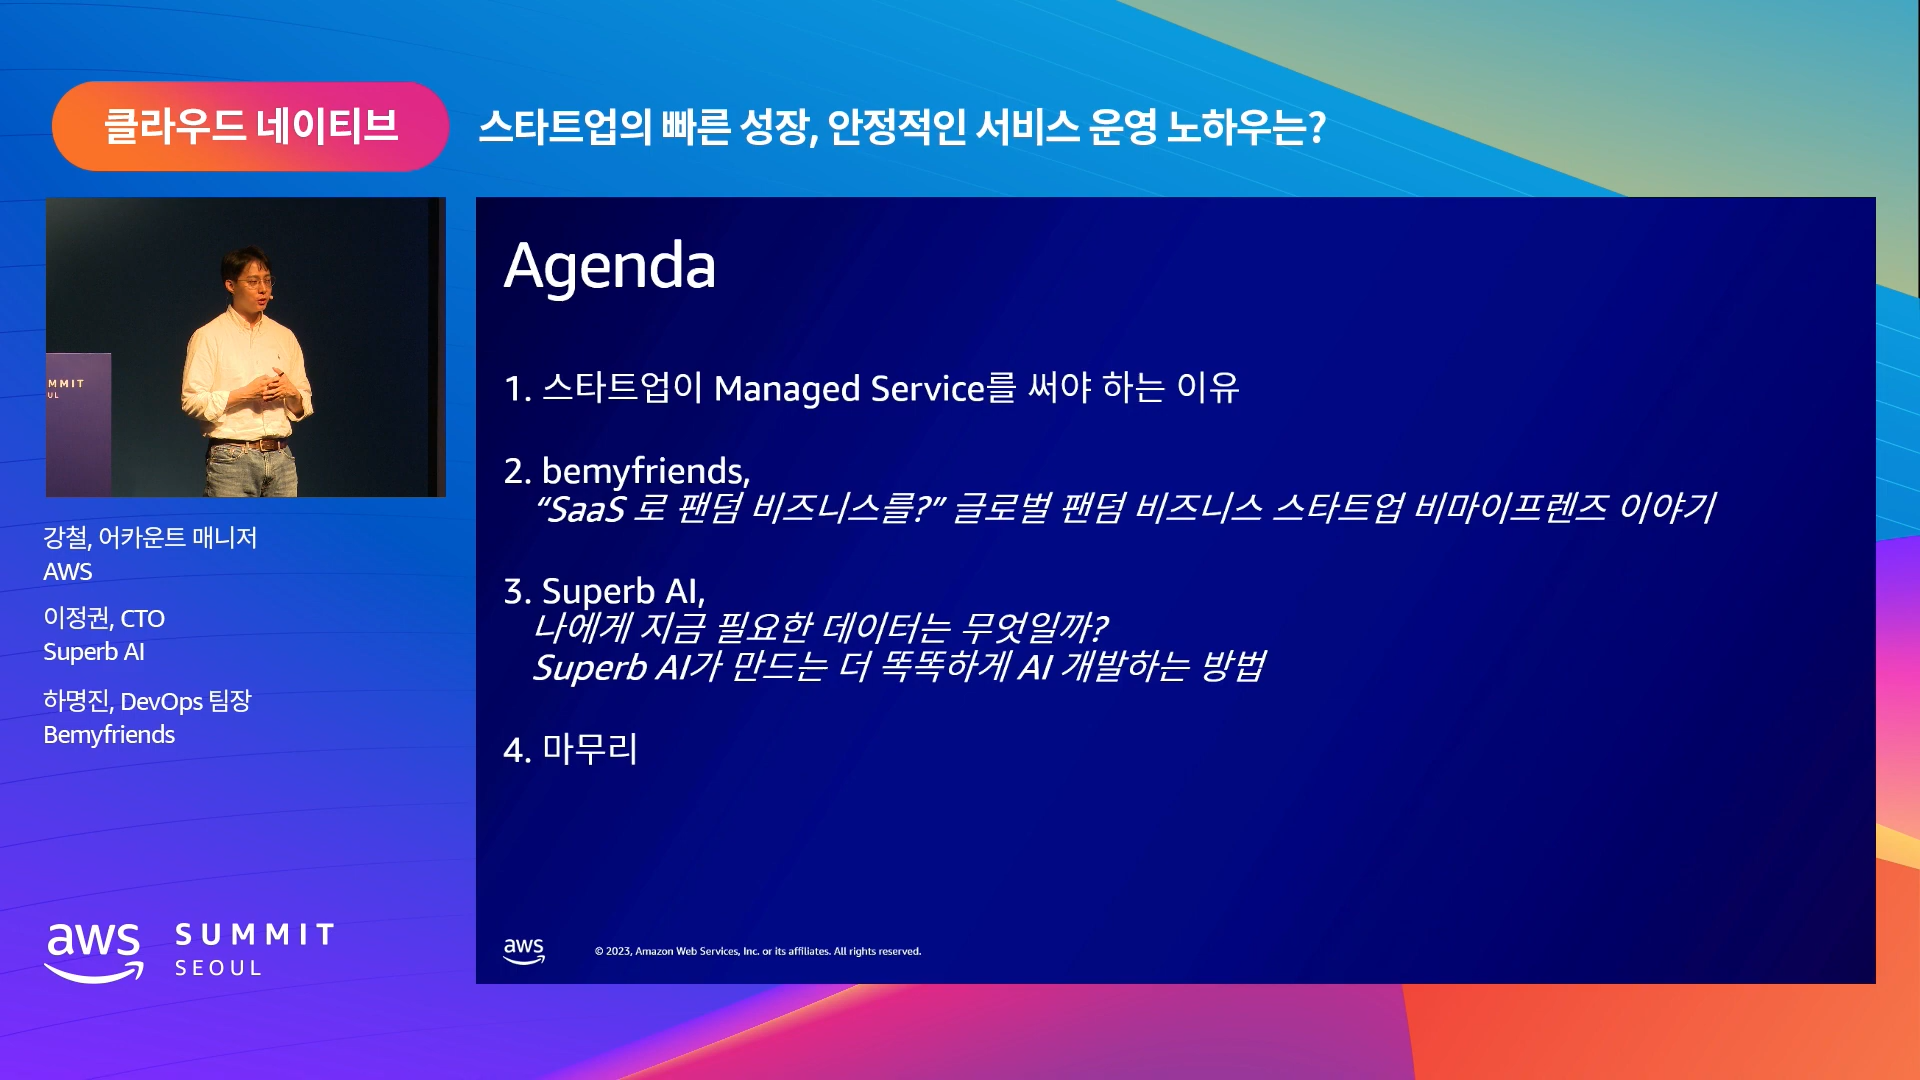 클라우드 네이티브
스타트업의 빠른 성장, 안정적인 서비스 운영 노하우는?
MMIT
UL
강철, 어카운트 매니저
AWS
이정권, CTO
Superb AI
하명진, DevOps 팀장
Bemyfriends
aws SUMMIT
SEOUL
Agenda
1. 스타트업이 Managed Service를 써야 하는 이유
2. bemyfriends,
“SaaS 로 팬덤 비즈니스를?” 글로벌 팬덤 비즈니스 스타트업 비마이프렌즈 이야기
3. Superb AI,
나에게 지금 필요한 데이터는 무엇일까?
Superb AI가 만드는 더 똑똑하게 AI 개발하는 방법
4. 마무리
aws
© 2023, Amazon Web Services, Inc. or its affiliates. All rights reserved.